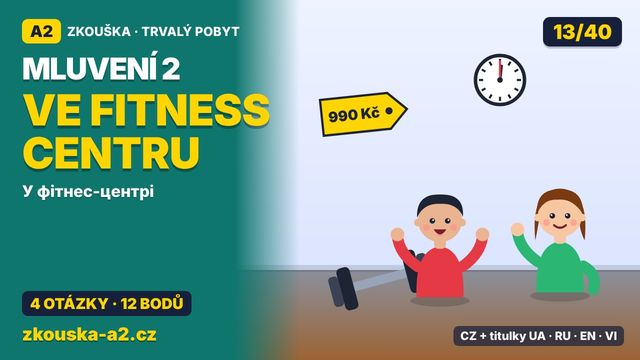 A2 ZKOUŠKA · TRVALÝ POBYT
13/40
MLUVENÍ 2
VE FITNESS
CENTRU
У фітнес-центрі
990 Kč
4 OTÁZKY · 12 BODŮ
zkouska-a2.cz
CZ + titulky UA · RU · EN · VI